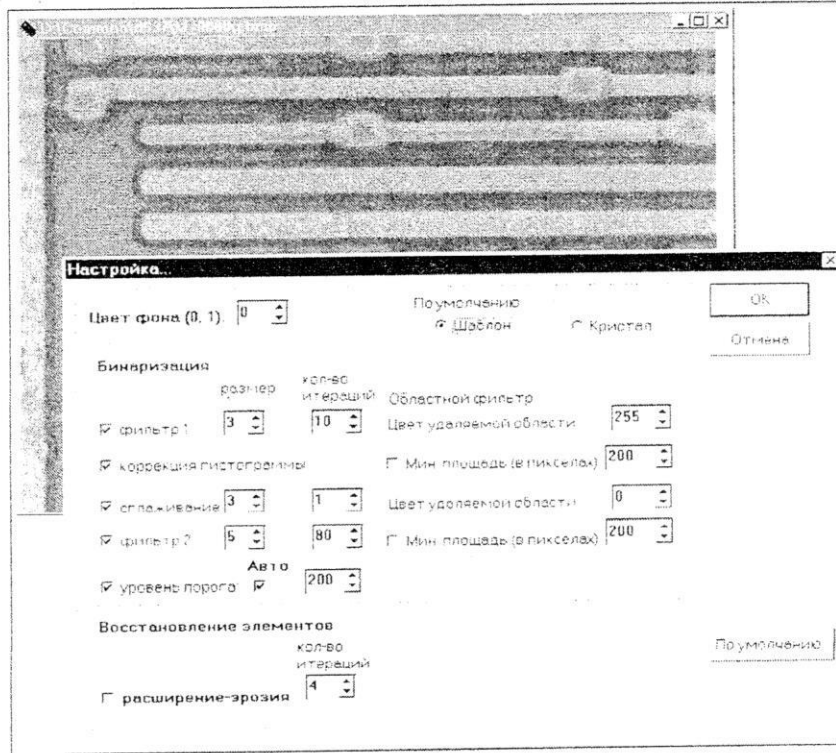 Настройка...
Цвет фона (0, 1). 0
По умолчанию
Шаблон
Кристал
OK
Отмена
Бинаризация
размер
кол-во
итераций
Областной фильтр
фильтр 1 3 10
Цвет удаляемой области 255
коррекция гистограммы
Мин. площадь (в пикселах) 200
сглаживание 3 1
Цвет удаляемой области 0
фильтр 2 5 80
Мин. площадь (в пикселах) 200
Авто
уровень порога 200
Восстановление элементов
кол-во
итераций
По умолчанию
расширение-эрозия 4